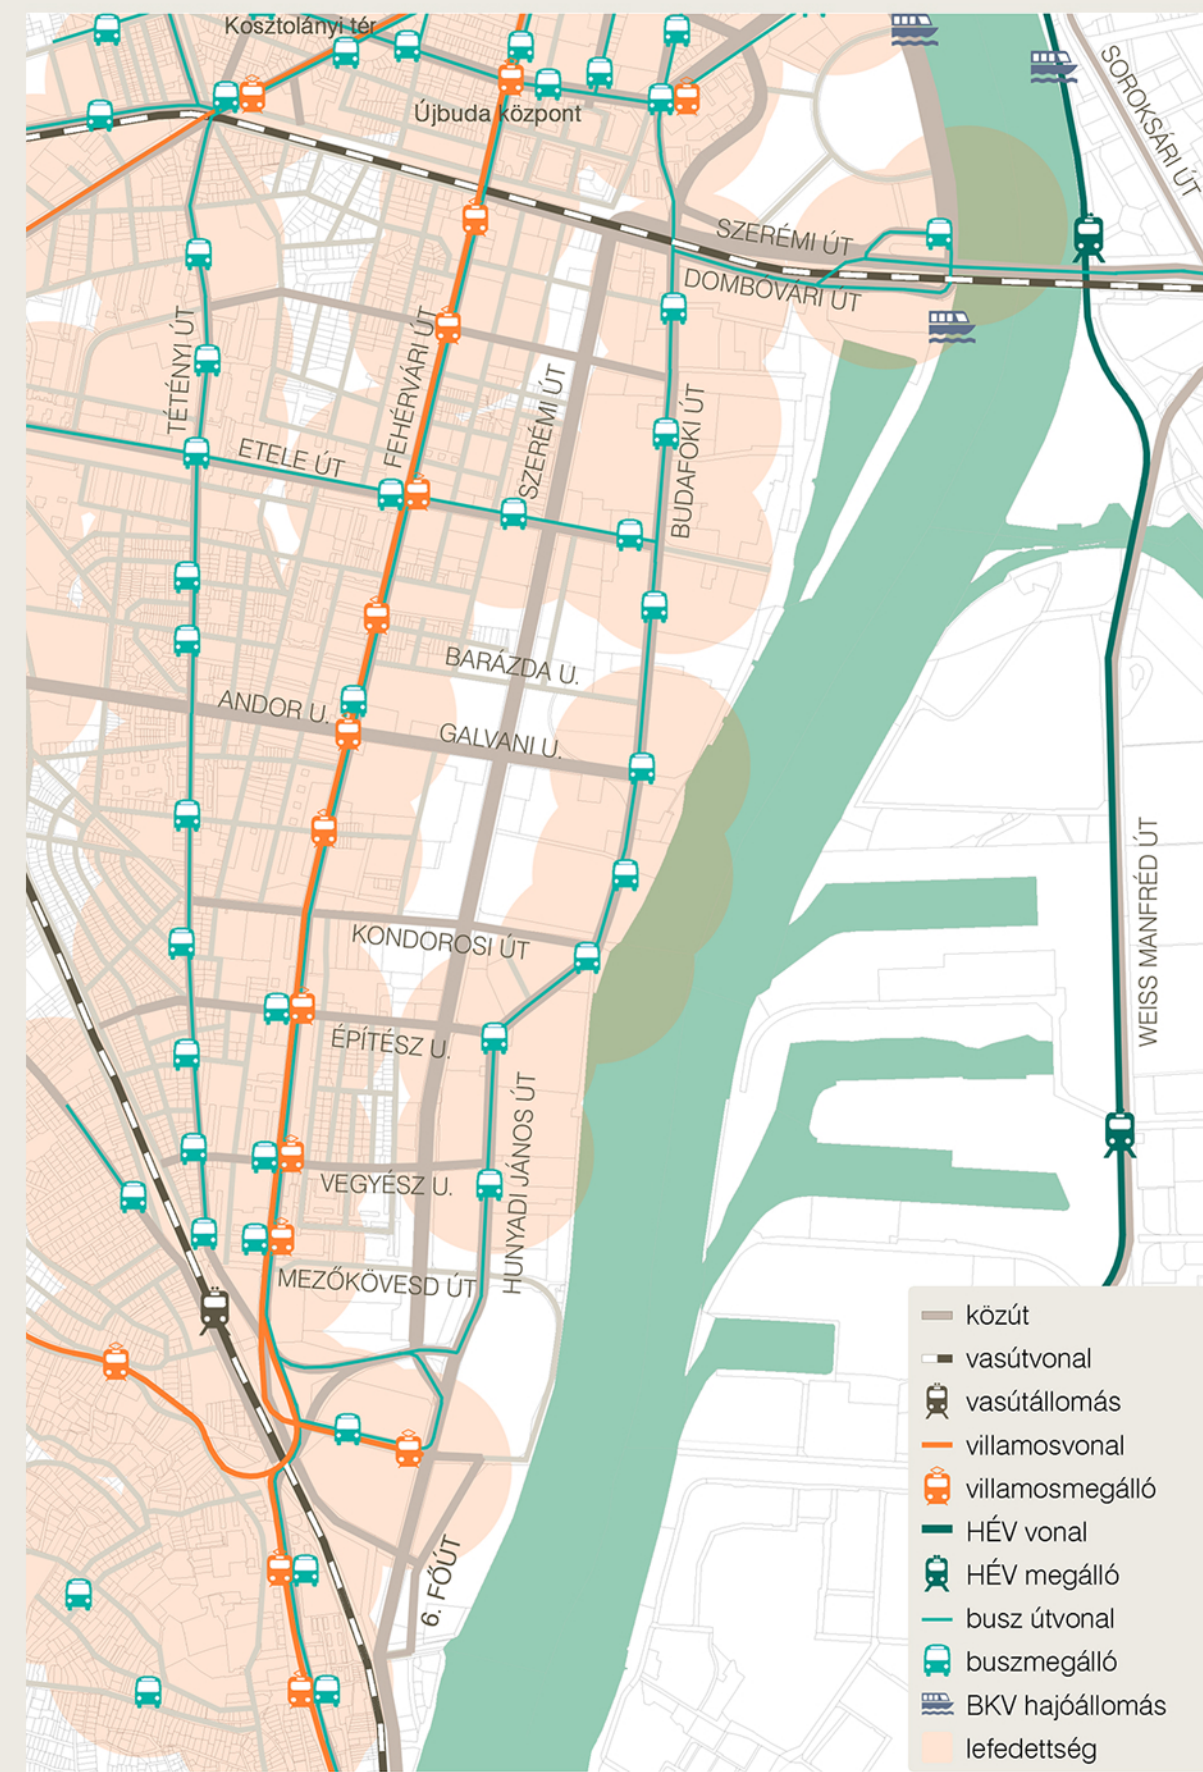 Kosztolányi tér
Újbuda központ
SOROKSÁRI ÚT
SZERÉMI ÚT
DOMBÓVÁRI ÚT
TÉTÉNYI ÚT
FEHÉRVÁRI ÚT
SZERÉMI ÚT
BUDAFOKI ÚT
ETELE ÚT
BARÁZDA U.
ANDOR U.
GALVANI U.
KONDOROSI ÚT
WEISS MANFRÉD ÚT
ÉPÍTÉSZ U.
HUNYADI JÁNOS ÚT
VEGYÉSZ U.
MEZŐKÖVESD ÚT
6. FŐÚT
közút
vasútvonal
vasútállomás
villamosvonal
villamosmegálló
HÉV vonal
HÉV megálló
busz útvonal
buszmegálló
BKV hajóállomás
lefedettség